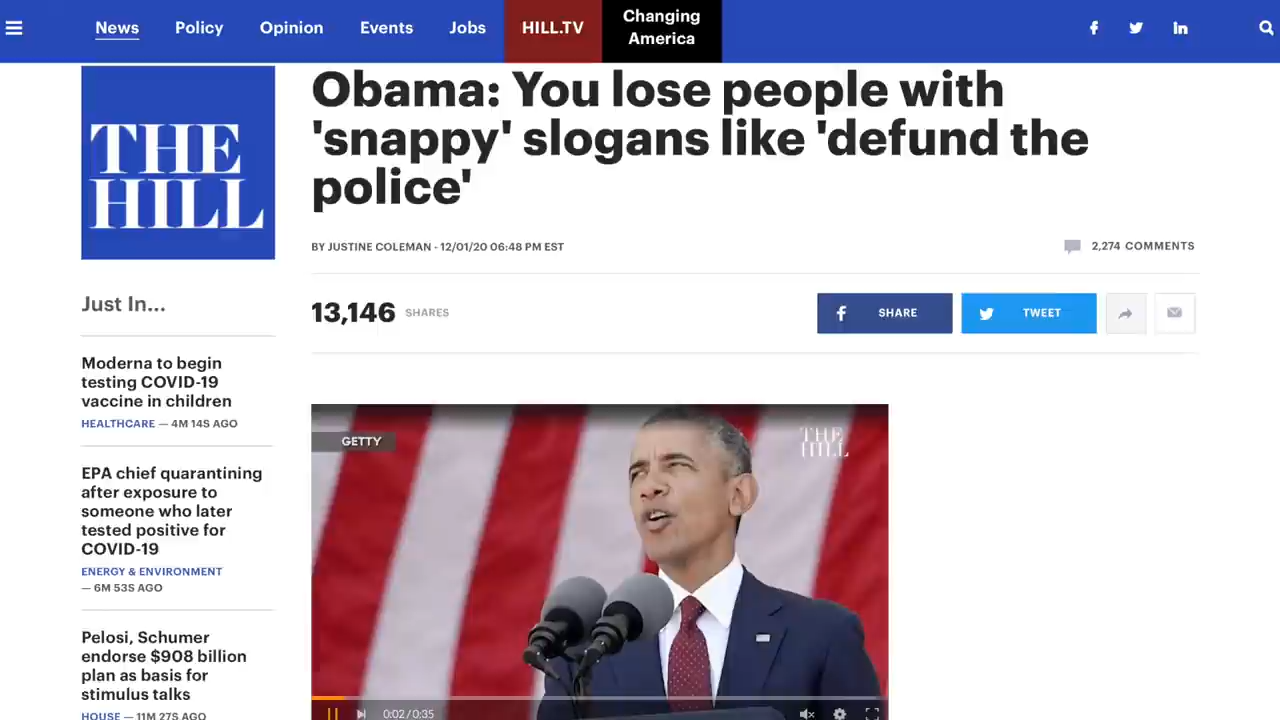 News
Policy
Opinion
Events
Jobs
HILL.TV
Changing
America
THE
HILL
Obama: You lose people with
'snappy' slogans like 'defund the
police'
BY JUSTINE COLEMAN - 12/01/20 06:48 PM EST
2,274 COMMENTS
13,146 SHARES
SHARE
TWEET
Just In...
Moderna to begin
testing COVID-19
vaccine in children
HEALTHCARE — 4M 14S AGO
EPA chief quarantining
after exposure to
someone who later
tested positive for
COVID-19
ENERGY & ENVIRONMENT
— 6M 53S AGO
Pelosi, Schumer
endorse $908 billion
plan as basis for
stimulus talks
HOUSE — 11M 27S AGO
GETTY
THE
HILL
0:02/0:35